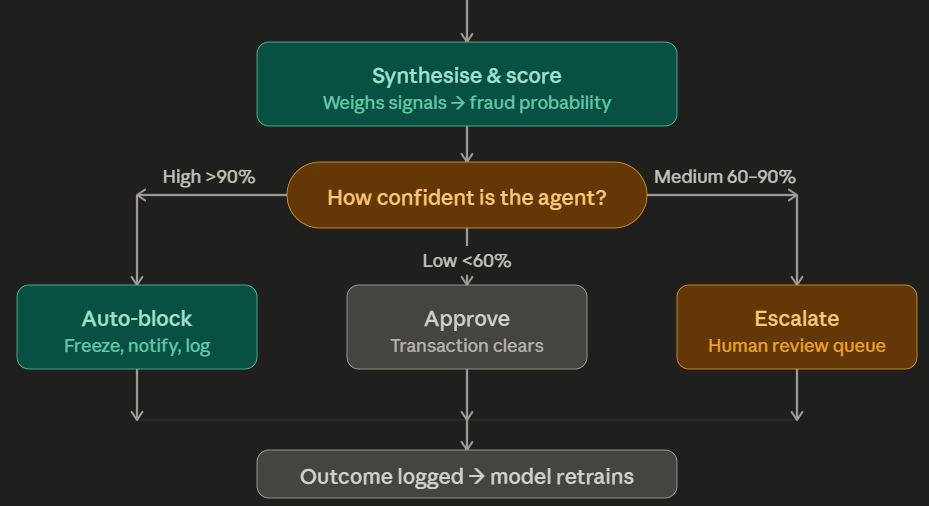 Synthesise & score
Weighs signals → fraud probability
High >90%
How confident is the agent?
Medium 60–90%
Low <60%
Auto-block
Freeze, notify, log
Approve
Transaction clears
Escalate
Human review queue
Outcome logged → model retrains